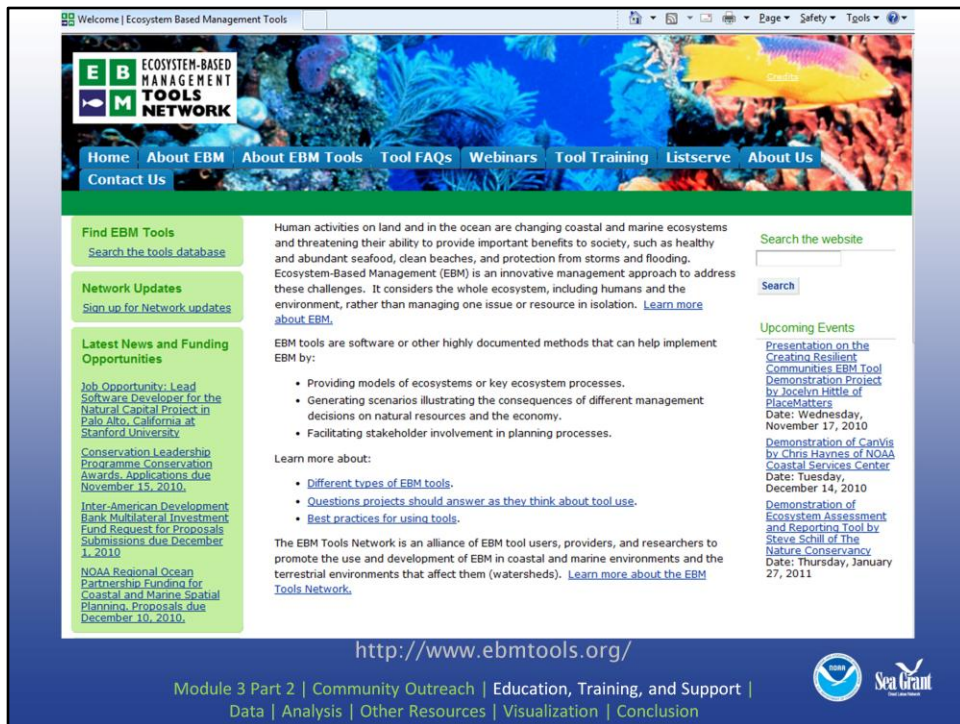 Welcome | Ecosystem Based Management Tools
Page Safety Tools
E B M
ECOSYSTEM-BASED
MANAGEMENT
TOOLS
NETWORK
Credits
Home About EBM About EBM Tools Tool FAQs Webinars Tool Training Listserve About Us
Contact Us
Find EBM Tools
Search the tools database
Network Updates
Sign up for Network updates
Latest News and Funding
Opportunities
Job Opportunity: Lead
Software Developer for the
Natural Capital Project in
Palo Alto, California at
Stanford University
Conservation Leadership
Programme Conservation
Awards. Applications due
November 15, 2010.
Inter-American Development
Bank Multilateral Investment
Fund Request for Proposals
Submissions due December
1, 2010
NOAA Regional Ocean
Partnership Funding for
Coastal and Marine Spatial
Planning. Proposals due
December 10, 2010.
Human activities on land and in the ocean are changing coastal and marine ecosystems
and threatening their ability to provide important benefits to society, such as healthy
and abundant seafood, clean beaches, and protection from storms and flooding.
Ecosystem-Based Management (EBM) is an innovative management approach to address
these challenges. It considers the whole ecosystem, including humans and the
environment, rather than managing one issue or resource in isolation. Learn more
about EBM.
EBM tools are software or other highly documented methods that can help implement
EBM by:
• Providing models of ecosystems or key ecosystem processes.
• Generating scenarios illustrating the consequences of different management
decisions on natural resources and the economy.
• Facilitating stakeholder involvement in planning processes.
Learn more about:
• Different types of EBM tools.
• Questions projects should answer as they think about tool use.
• Best practices for using tools.
The EBM Tools Network is an alliance of EBM tool users, providers, and researchers to
promote the use and development of EBM in coastal and marine environments and the
terrestrial environments that affect them (watersheds). Learn more about the EBM
Tools Network.
Search the website
Search
Upcoming Events
Presentation on the
Creating Resilient
Communities EBM Tool
Demonstration Project
by Jocelyn Hittle of
PlaceMatters
Date: Wednesday,
November 17, 2010
Demonstration of CanVis
by Chris Haynes of NOAA
Coastal Services Center
Date: Tuesday,
December 14, 2010
Demonstration of
Ecosystem Assessment
and Reporting Tool by
Steve Schill of The
Nature Conservancy
Date: Thursday, January
27, 2011
http://www.ebmtools.org/
Module 3 Part 2 | Community Outreach | Education, Training, and Support |
Data | Analysis | Other Resources | Visualization | Conclusion
NOAA
Sea Grant